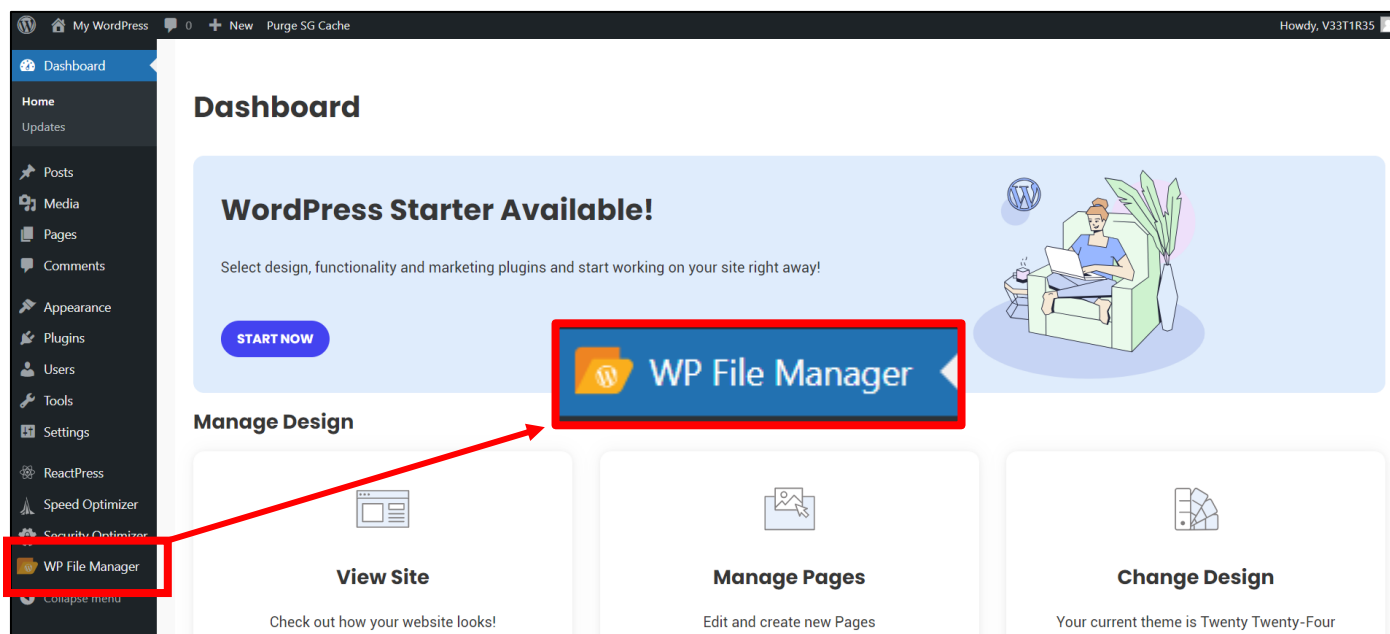 My WordPress 0 New Purge SG Cache Howdy, V33T1R35
Dashboard
Home
Updates
Posts
Media
Pages
Comments
Appearance
Plugins
Users
Tools
Settings
ReactPress
Speed Optimizer
Security Optimizer
WP File Manager
Collapse menu
Dashboard
WordPress Starter Available!
Select design, functionality and marketing plugins and start working on your site right away!
START NOW
WP File Manager
Manage Design
View Site
Check out how your website looks!
Manage Pages
Edit and create new Pages
Change Design
Your current theme is Twenty Twenty-Four